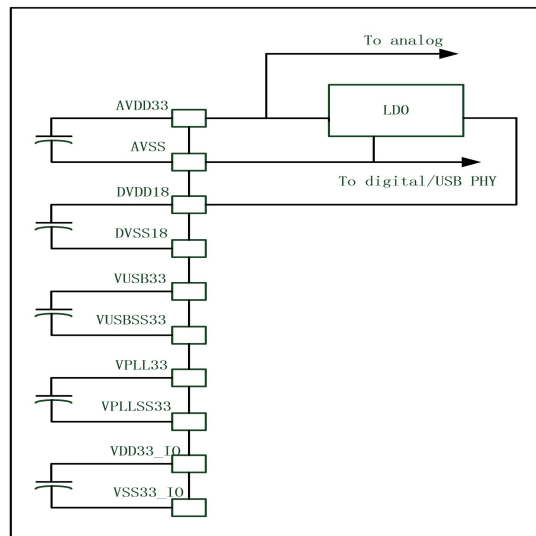 To analog
AVDD33
LDO
AVSS
To digital/USB PHY
DVDD18
DVSS18
VUSB33
VUSBSS33
VPLL33
VPLLSS33
VDD33_IO
VSS33_IO